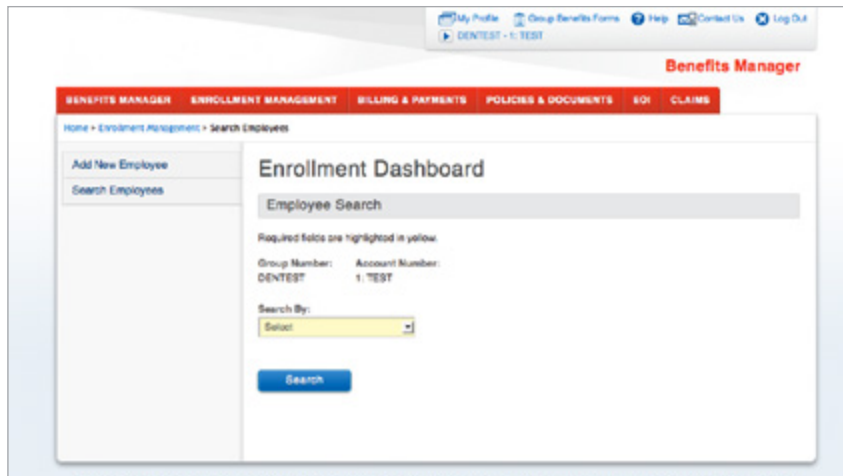 My Profile Group Benefits Forms Help Contact Us Log Out
DENTEST - 1: TEST
Benefits Manager
BENEFITS MANAGER ENROLLMENT MANAGEMENT BILLING & PAYMENTS POLICIES & DOCUMENTS EOI CLAIMS
Home > Enrollment Management > Search Employees
Add New Employee
Search Employees
Enrollment Dashboard
Employee Search
Required fields are highlighted in yellow.
Group Number: Account Number:
DENTEST 1: TEST
Search By:
Select
Search